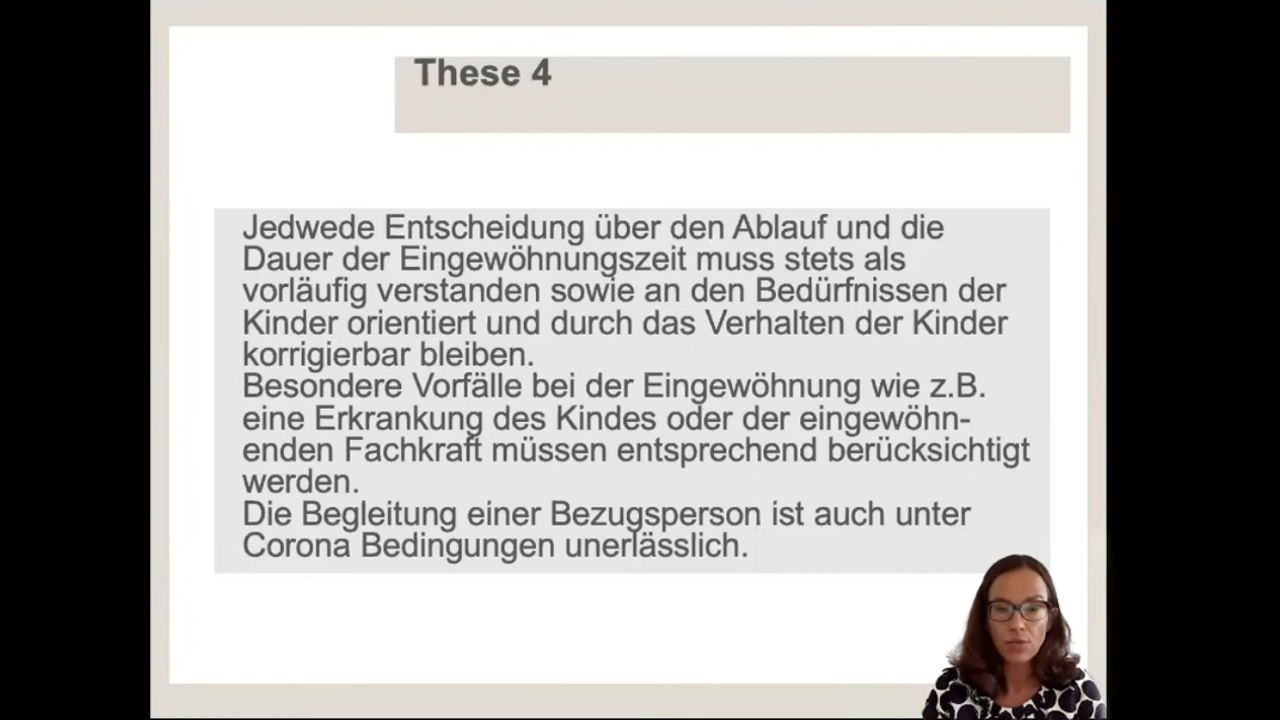 These 4
Jedwede Entscheidung über den Ablauf und die
Dauer der Eingewöhnungszeit muss stets als
vorläufig verstanden sowie an den Bedürfnissen der
Kinder orientiert und durch das Verhalten der Kinder
korrigierbar bleiben.
Besondere Vorfälle bei der Eingewöhnung wie z.B.
eine Erkrankung des Kindes oder der eingewöhn-
enden Fachkraft müssen entsprechend berücksichtigt
werden.
Die Begleitung einer Bezugsperson ist auch unter
Corona Bedingungen unerlässlich.